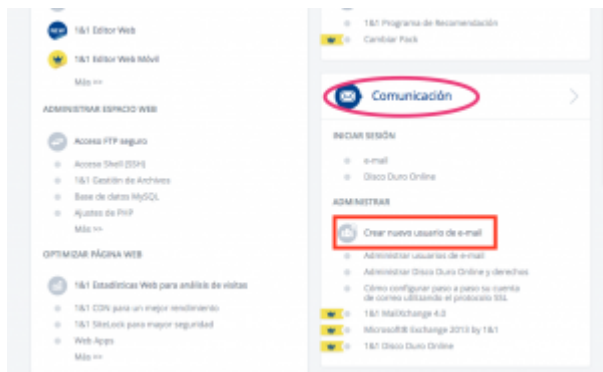 NEW
1&1 Editor Web
1&1 Editor Web Móvil
Más >>
ADMINISTRAR ESPACIO WEB
Acceso FTP seguro
Acceso Shell (SSH)
1&1 Gestión de Archivos
Base de datos MySQL
Ajustes de PHP
Más >>
OPTIMIZAR PÁGINA WEB
1&1 Estadísticas Web para análisis de visitas
1&1 CDN para un mejor rendimiento
1&1 SiteLock para mayor seguridad
Web Apps
Más >>
1&1 Programa de Recomendación
Cambiar Pack
Comunicación
INICIAR SESIÓN
e-mail
Disco Duro Online
ADMINISTRAR
Crear nuevo usuario de e-mail
Administrar usuarios de e-mail
Administrar Disco Duro Online y derechos
Cómo configurar paso a paso su cuenta
de correo utilizando el protocolo SSL
1&1 MailXchange 4.0
Microsoft® Exchange 2013 by 1&1
1&1 Disco Duro Online